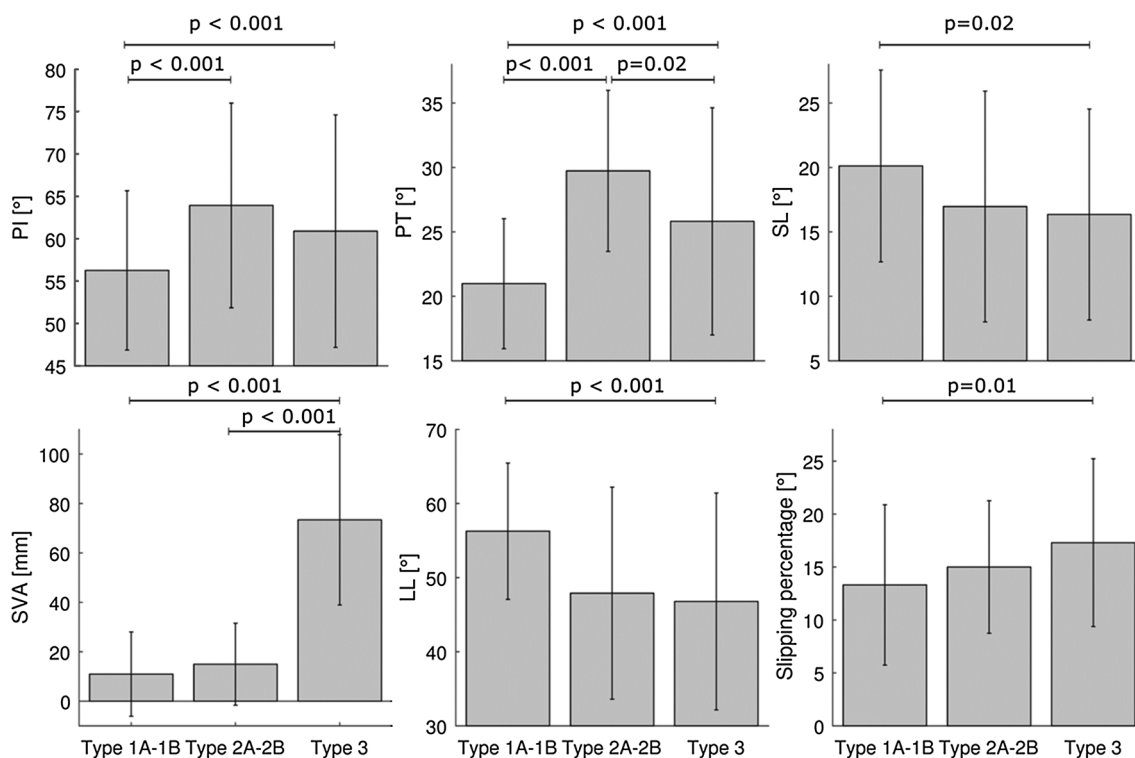 p < 0.001
p < 0.001
PI [°]
80
75
70
65
60
55
50
45
p < 0.001
p< 0.001
p=0.02
PT [°]
35
30
25
20
15
p=0.02
SL [°]
25
20
15
10
5
p < 0.001
p < 0.001
SVA [mm]
100
80
60
40
20
0
Type 1A-1B Type 2A-2B Type 3
p < 0.001
LL [°]
70
60
50
40
30
Type 1A-1B Type 2A-2B Type 3
p=0.01
Slipping percentage [°]
25
20
15
10
5
0
Type 1A-1B Type 2A-2B Type 3